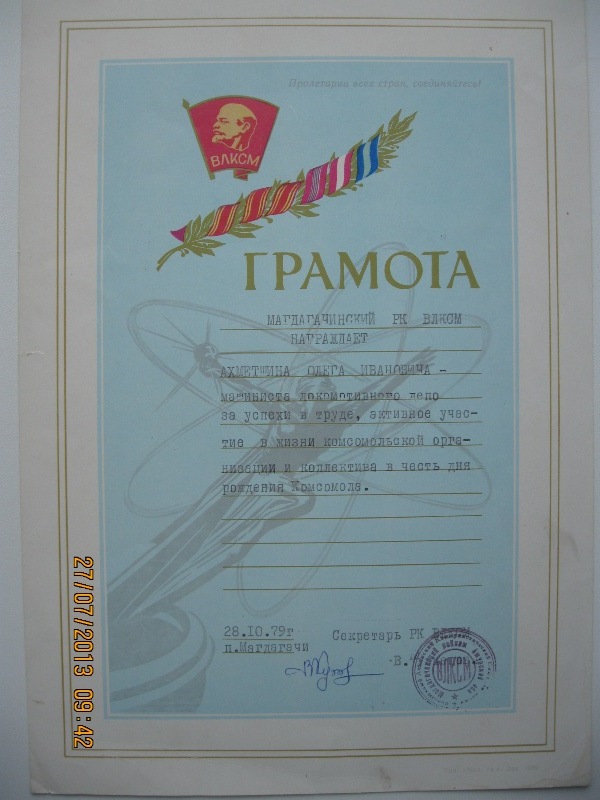 Пролетарии всех стран, соединяйтесь!
ВЛКСМ
ГРАМОТА
МАГДАГАЧИНСКИЙ РК ВЛКСМ
НАГРАЖДАЕТ
АХМЕТШИНА ОЛЕГА ИВАНОВИЧА -
машиниста локомотивного депо
за успехи в труде, активное учас-
тие в жизни комсомольской орга-
низации и коллектива в честь дня
рождения Комсомола.
28.10.79г Секретарь РК
п.Магдагачи В.
ВЛКСМ
27/07/2013 09:42